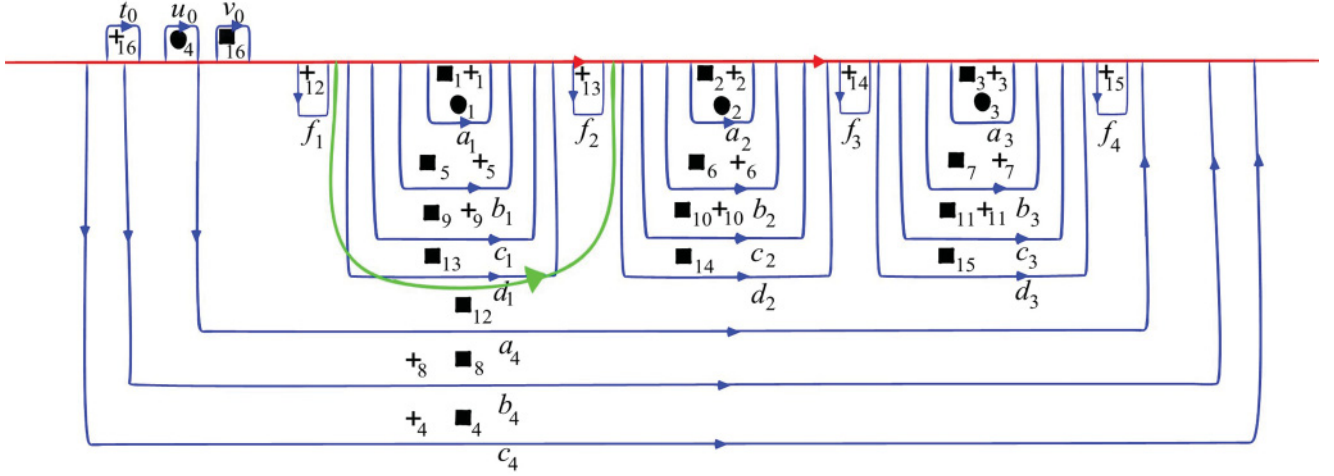 t₀ u₀ v₀
+₁₆ ●₄ ■₁₆
+₁₂ ■₁ +₁ +₁₃ ■₂ +₂ +₁₄ ■₃ +₃ +₁₅
●₁ ●₂ ●₃
f₁ a₁ f₂ a₂ f₃ a₃ f₄
■₅ +₅ ■₆ +₆ ■₇ +₇
■₉ +₉ b₁ ■₁₀ +₁₀ b₂ ■₁₁ +₁₁ b₃
■₁₃ c₁ ■₁₄ c₂ ■₁₅ c₃
d₁ d₂ d₃
■₁₂
a₄
+₈ ■₈
b₄
+₄ ■₄
c₄